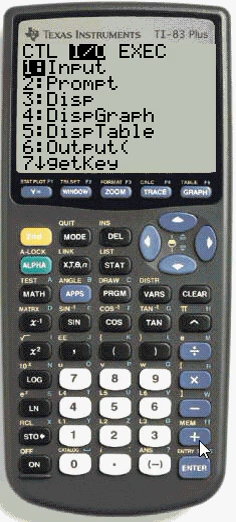 TEXAS INSTRUMENTS TI-83 Plus
CTL I/O EXEC
1:Input
2:Prompt
3:Disp
4:DispGraph
5:DispTable
6:Output(
7↓getKey
STAT PLOT F1 TBLSET F2 FORMAT F3 CALC F4 TABLE F5
Y= WINDOW ZOOM TRACE GRAPH
QUIT INS
2nd MODE DEL
A-LOCK LINK LIST
ALPHA X,T,θ,n STAT
TEST A ANGLE B DRAW C DISTR
MATH APPS PRGM VARS CLEAR
MATRX D SIN⁻¹ E COS⁻¹ F TAN⁻¹ G π H
x⁻¹ SIN COS TAN ^
√ I EE J
x² , ( ) ÷
10ˣ N
LOG 7 8 9 ×
eˣ S L4 T L5 U L6 V W
LN 4 5 6 −
RCL X L1 Y L2 Z L3 θ MEM "
STO▸ 1 2 3 +
OFF CATALOG ANS ENTRY
ON 0 . (−) ENTER